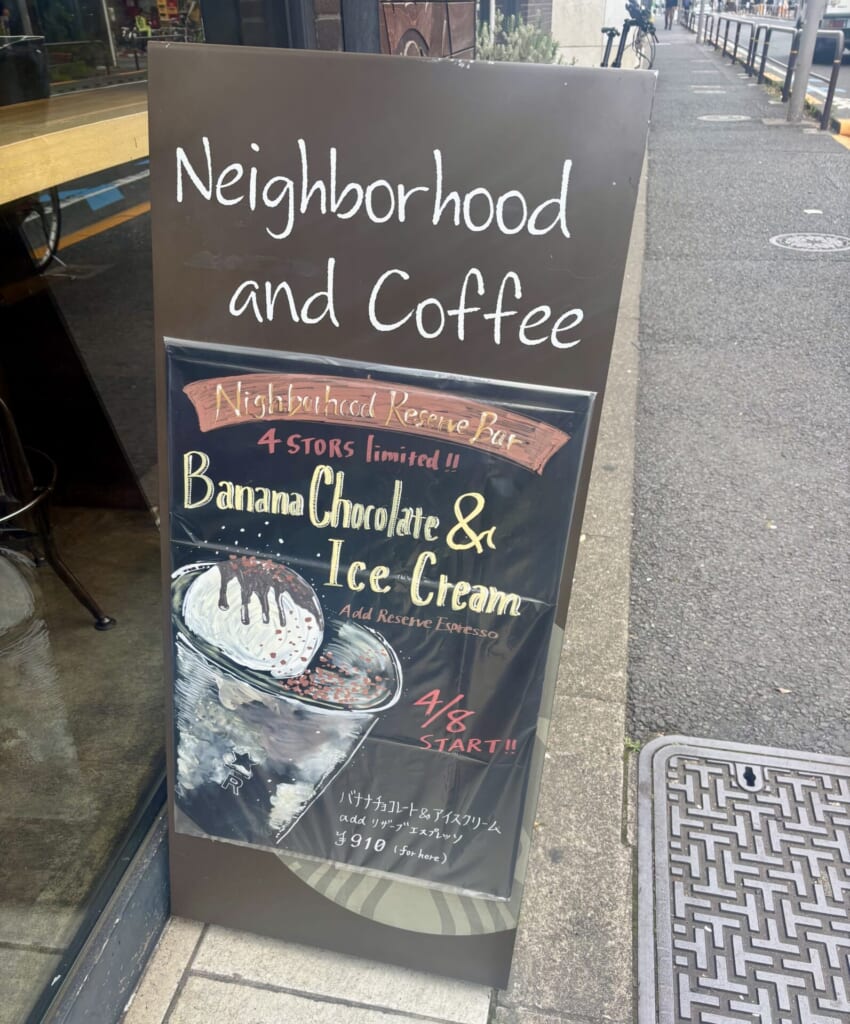 Neighborhood
and Coffee
Nighborhood Reserve Bar
4 STORS limited!!
Banana Chocolate &
Ice Cream
Add Reserve Espresso
4/8
START!!
R
バナナチョコレート&アイスクリーム
add リザーブエスプレッソ
¥910 (for here)